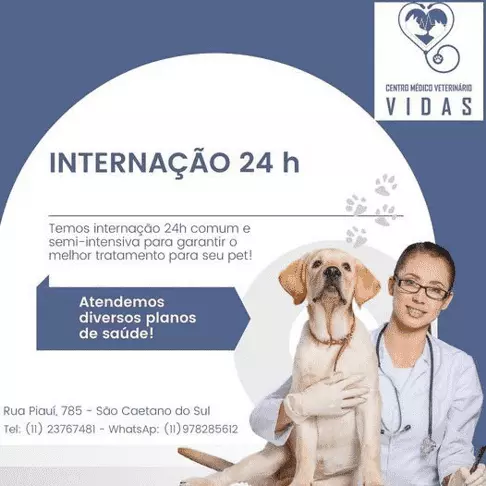 CENTRO MÉDICO VETERINÁRIO
VIDAS
INTERNAÇÃO 24 h
Temos internação 24h comum e
semi-intensiva para garantir o
melhor tratamento para seu pet!
Atendemos
diversos planos
de saúde!
Rua Piauí, 785 - São Caetano do Sul
Tel: (11) 23767481 - WhatsAp: (11)978285612